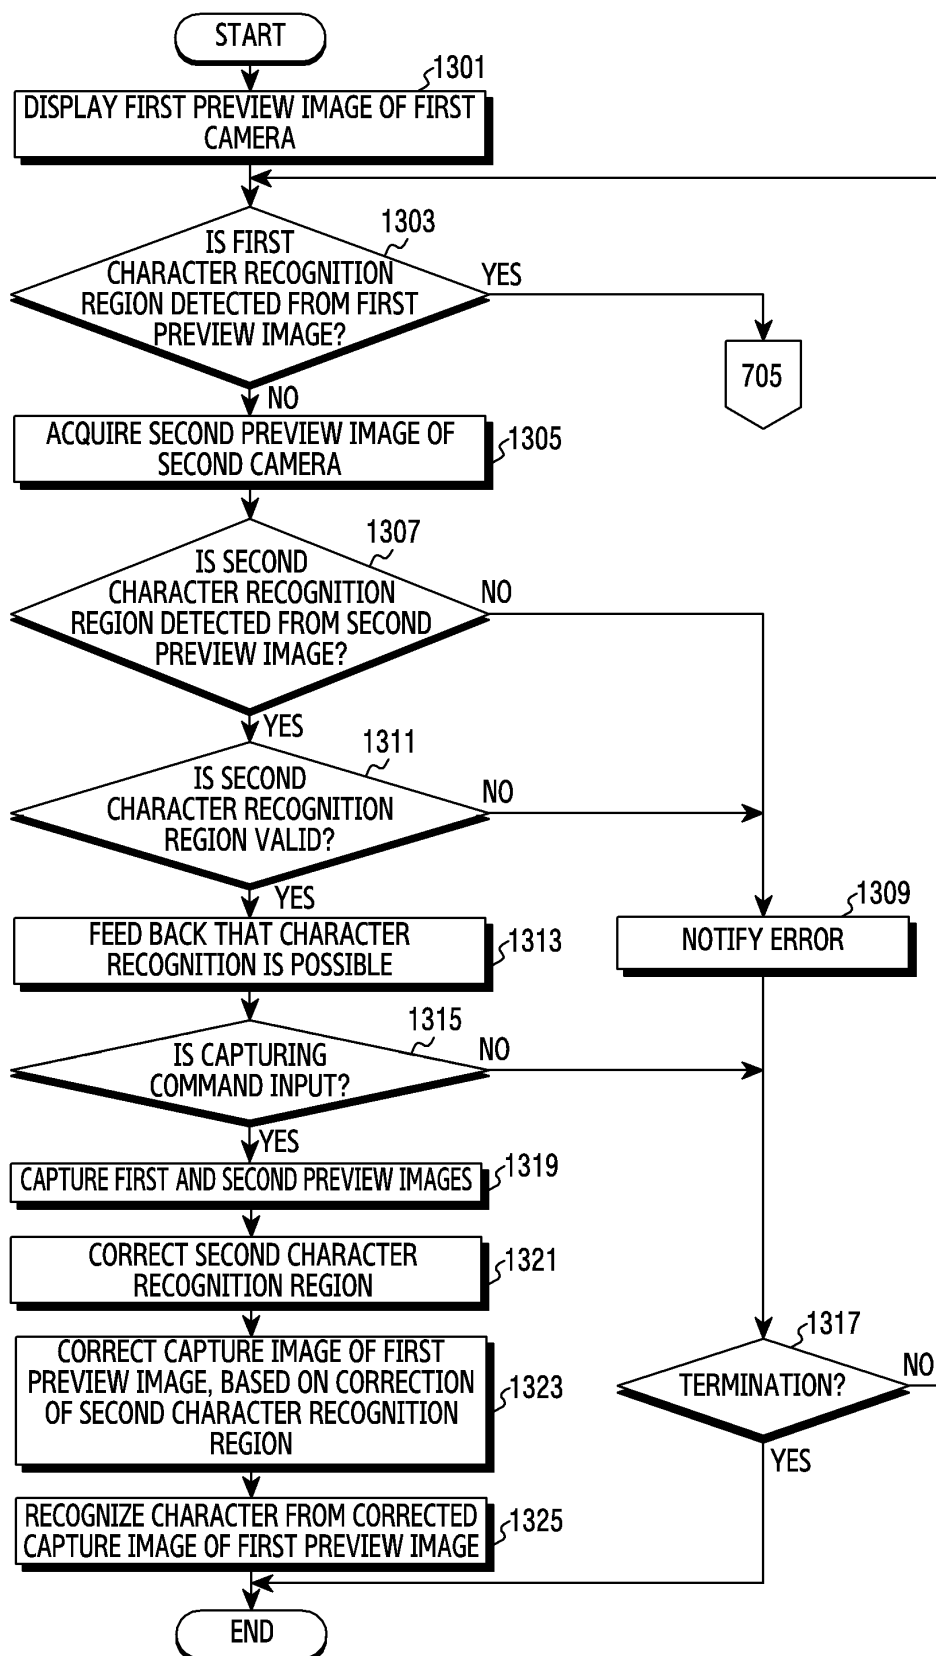 START
1301
DISPLAY FIRST PREVIEW IMAGE OF FIRST
CAMERA
1303
IS FIRST
CHARACTER RECOGNITION
REGION DETECTED FROM FIRST
PREVIEW IMAGE?
YES
705
NO
ACQUIRE SECOND PREVIEW IMAGE OF
SECOND CAMERA
1305
1307
IS SECOND
CHARACTER RECOGNITION
REGION DETECTED FROM SECOND
PREVIEW IMAGE?
NO
YES
1311
IS SECOND
CHARACTER RECOGNITION
REGION VALID?
NO
YES
1309
NOTIFY ERROR
FEED BACK THAT CHARACTER
RECOGNITION IS POSSIBLE
1313
1315
IS CAPTURING
COMMAND INPUT?
NO
YES
CAPTURE FIRST AND SECOND PREVIEW IMAGES
1319
CORRECT SECOND CHARACTER
RECOGNITION REGION
1321
CORRECT CAPTURE IMAGE OF FIRST
PREVIEW IMAGE, BASED ON CORRECTION
OF SECOND CHARACTER RECOGNITION
REGION
1323
1317
TERMINATION?
NO
YES
RECOGNIZE CHARACTER FROM CORRECTED
CAPTURE IMAGE OF FIRST PREVIEW IMAGE
1325
END